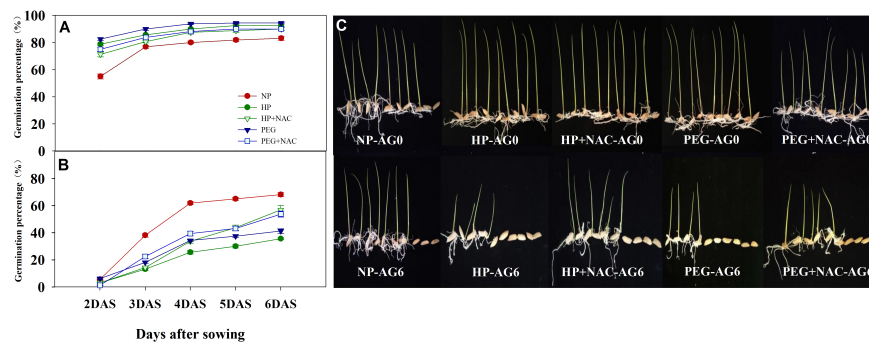 A
Germination percentage (%)
100
80
60
40
20
0
NP
HP
HP+NAC
PEG
PEG+NAC
B
Germination percentage (%)
80
60
40
20
0
2DAS 3DAS 4DAS 5DAS 6DAS
Days after sowing
C
NP-AG0 HP-AG0 HP+NAC-AG0 PEG-AG0 PEG+NAC-AG0
NP-AG6 HP-AG6 HP+NAC-AG6 PEG-AG6 PEG+NAC-AG6